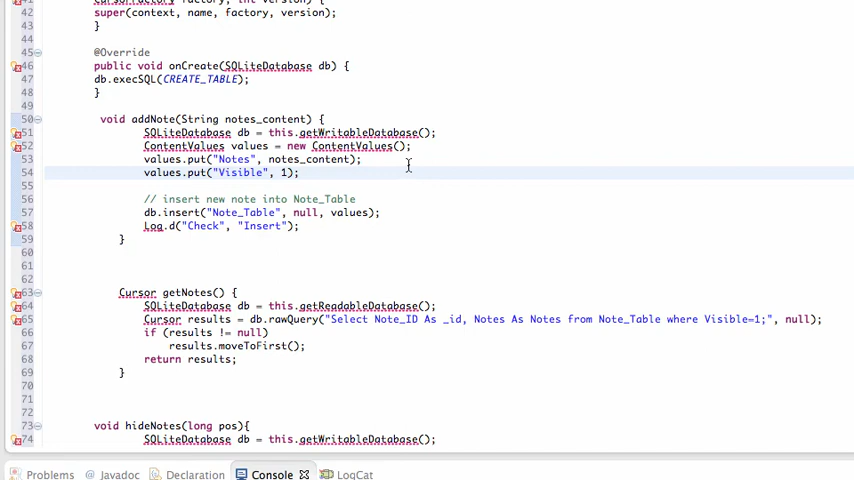 41 CursorFactory factory, int version) {
42 super(context, name, factory, version);
43 }
44
45 @Override
46 public void onCreate(SQLiteDatabase db) {
47 db.execSQL(CREATE_TABLE);
48 }
49
50 void addNote(String notes_content) {
51 SQLiteDatabase db = this.getWritableDatabase();
52 ContentValues values = new ContentValues();
53 values.put("Notes", notes_content);
54 values.put("Visible", 1);
55
56 // insert new note into Note_Table
57 db.insert("Note_Table", null, values);
58 Log.d("Check", "Insert");
59 }
60
61
62
63 Cursor getNotes() {
64 SQLiteDatabase db = this.getReadableDatabase();
65 Cursor results = db.rawQuery("Select Note_ID As _id, Notes As Notes from Note_Table where Visible=1;", null);
66 if (results != null)
67 results.moveToFirst();
68 return results;
69 }
70
71
72
73 void hideNotes(long pos){
74 SQLiteDatabase db = this.getWritableDatabase();
Problems @ Javadoc Declaration Console LogCat